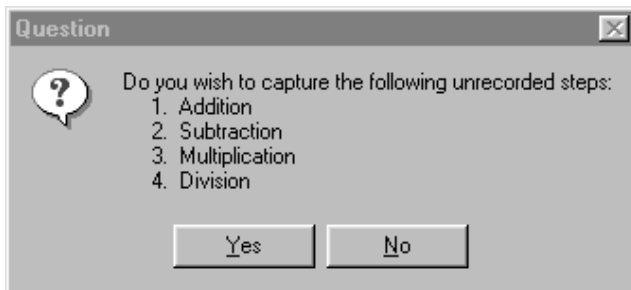 Question
Do you wish to capture the following unrecorded steps:
1. Addition
2. Subtraction
3. Multiplication
4. Division
Yes No